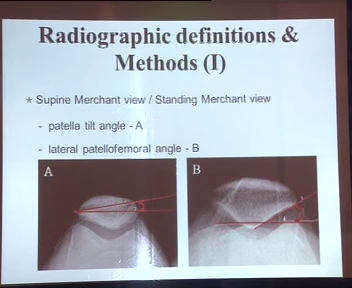 Radiographic definitions &
Methods (I)
* Supine Merchant view / Standing Merchant view
- patella tilt angle - A
- lateral patellofemoral angle - B
A
B